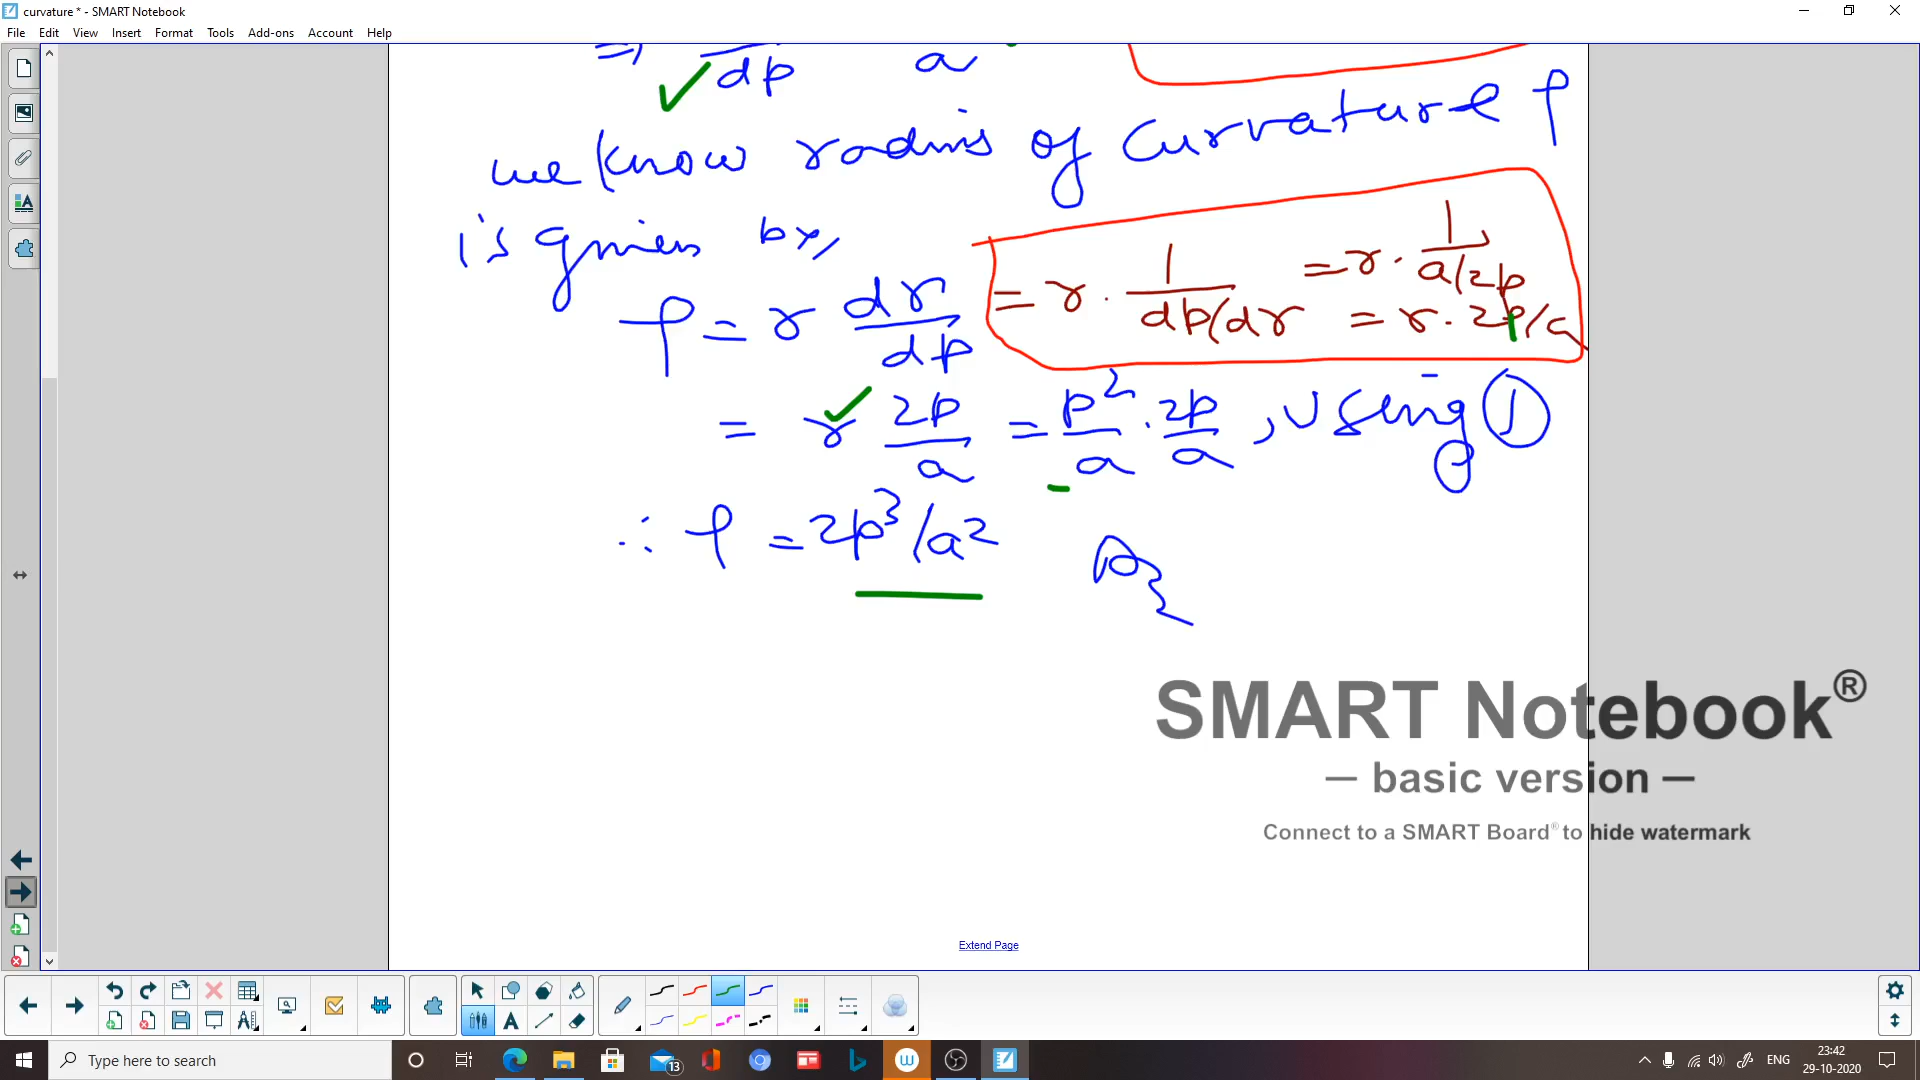 curvature * - SMART Notebook
File Edit View Insert Format Tools Add-ons Account Help
⇒ dp a
we know radius of curvature ρ
is given by,
ρ = r dr/dp = r · 1/(dp/dr) = r · 1/(a/2p)
= r · 2p/a
= r 2p/a = p²/a · 2p/a , Using ①
∴ ρ = 2p³/a² A
SMART Notebook®
— basic version —
Connect to a SMART Board® to hide watermark
Extend Page
Type here to search
13
ENG
23:42
29-10-2020